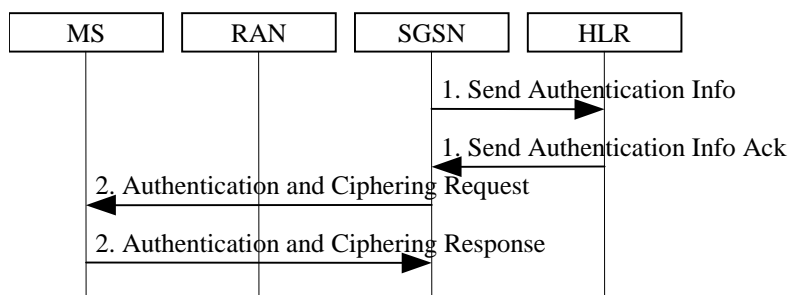 MS RAN SGSN HLR
1. Send Authentication Info
1. Send Authentication Info Ack
2. Authentication and Ciphering Request
2. Authentication and Ciphering Response